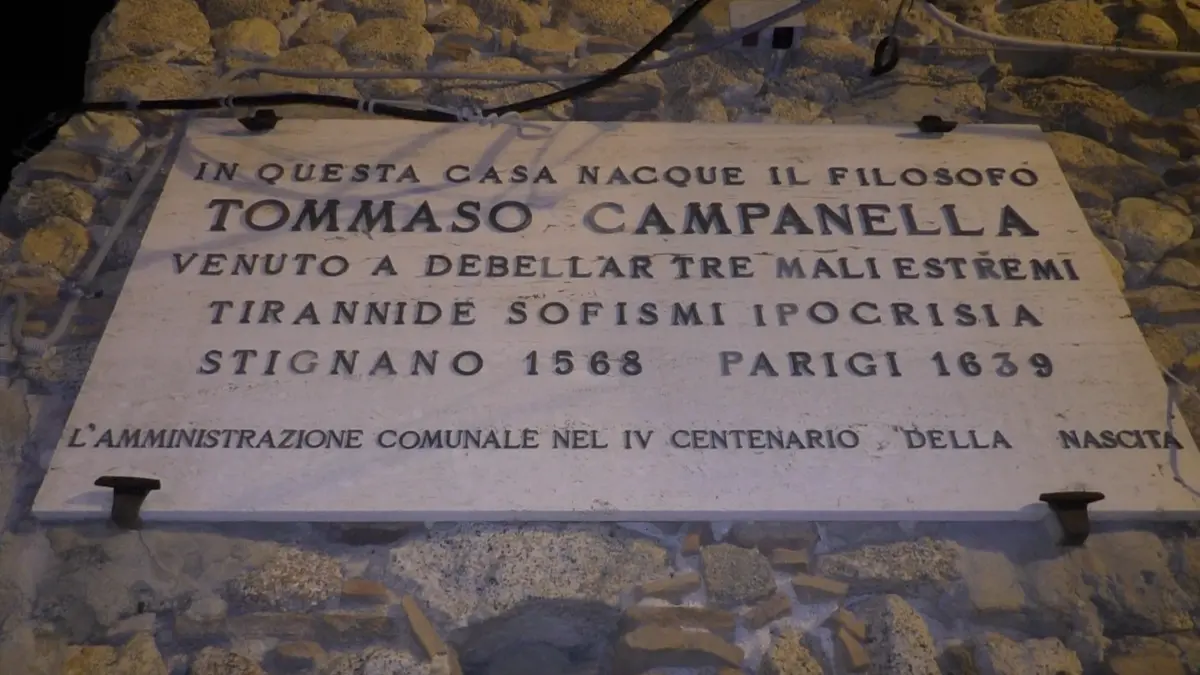 IN QUESTA CASA NACQUE IL FILOSOFO
TOMMASO CAMPANELLA
VENUTO A DEBELLAR TRE MALI ESTREMI
TIRANNIDE SOFISMI IPOCRISIA
STIGNANO 1568 PARIGI 1639
L'AMMINISTRAZIONE COMUNALE NEL IV CENTENARIO DELLA NASCITA